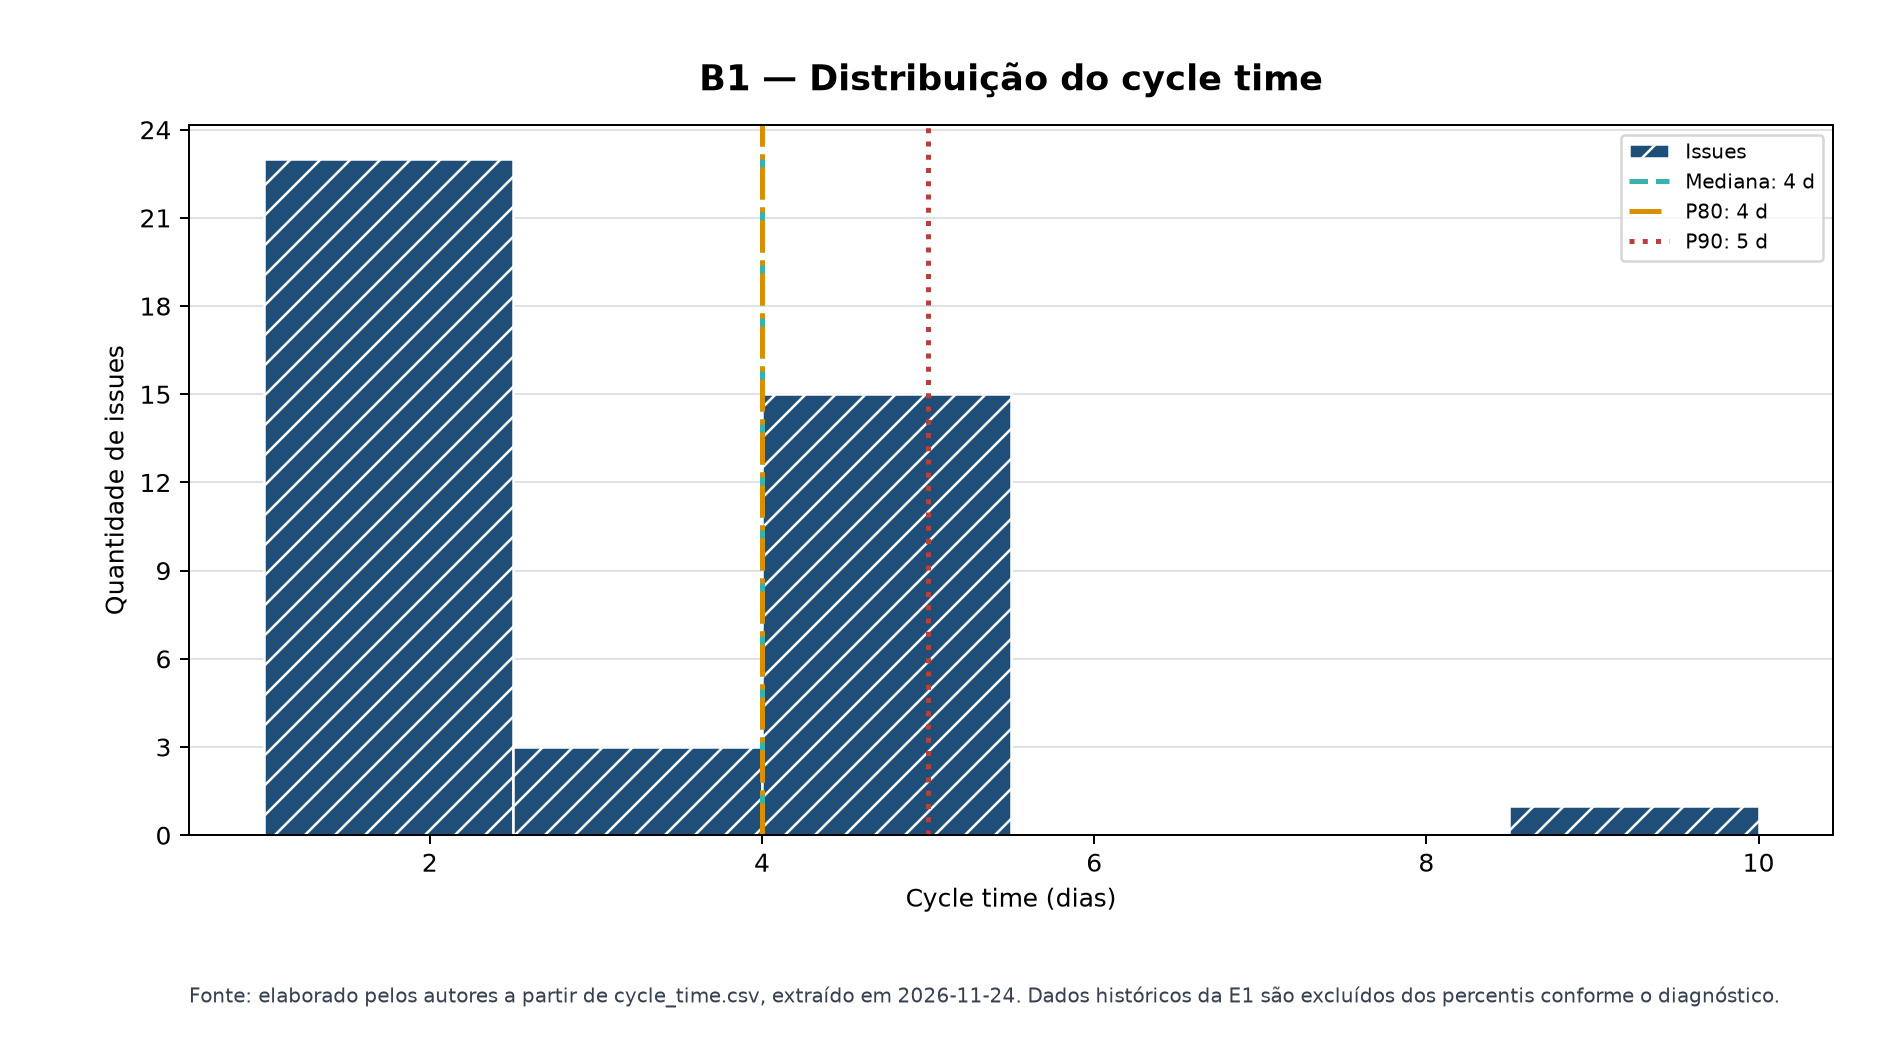 B1 — Distribuição do cycle time
24
21
18
15
12
9
6
3
0
Quantidade de issues
Issues
Mediana: 4 d
P80: 4 d
P90: 5 d
2 4 6 8 10
Cycle time (dias)
Fonte: elaborado pelos autores a partir de cycle_time.csv, extraído em 2026-11-24. Dados históricos da E1 são excluídos dos percentis conforme o diagnóstico.